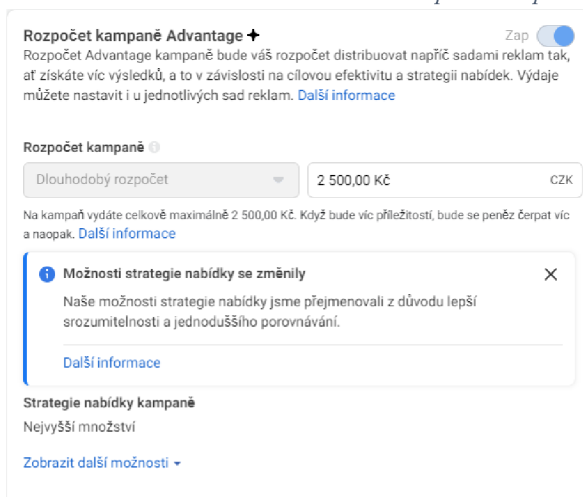 Rozpočet kampaně Advantage
Zap
Rozpočet Advantage kampaně bude váš rozpočet distribuovat napříč sadami reklam tak,
ať získáte víc výsledků, a to v závislosti na cílovou efektivitu a strategii nabídek. Výdaje
můžete nastavit i u jednotlivých sad reklam. Další informace
Rozpočet kampaně
Dlouhodobý rozpočet
2 500,00 Kč CZK
Na kampaň vydáte celkově maximálně 2 500,00 Kč. Když bude víc příležitostí, bude se peněz čerpat víc
a naopak. Další informace
Možnosti strategie nabídky se změnily
Naše možnosti strategie nabídky jsme přejmenovali z důvodu lepší
srozumitelnosti a jednoduššího porovnávání.
Další informace
Strategie nabídky kampaně
Nejvyšší množství
Zobrazit další možnosti